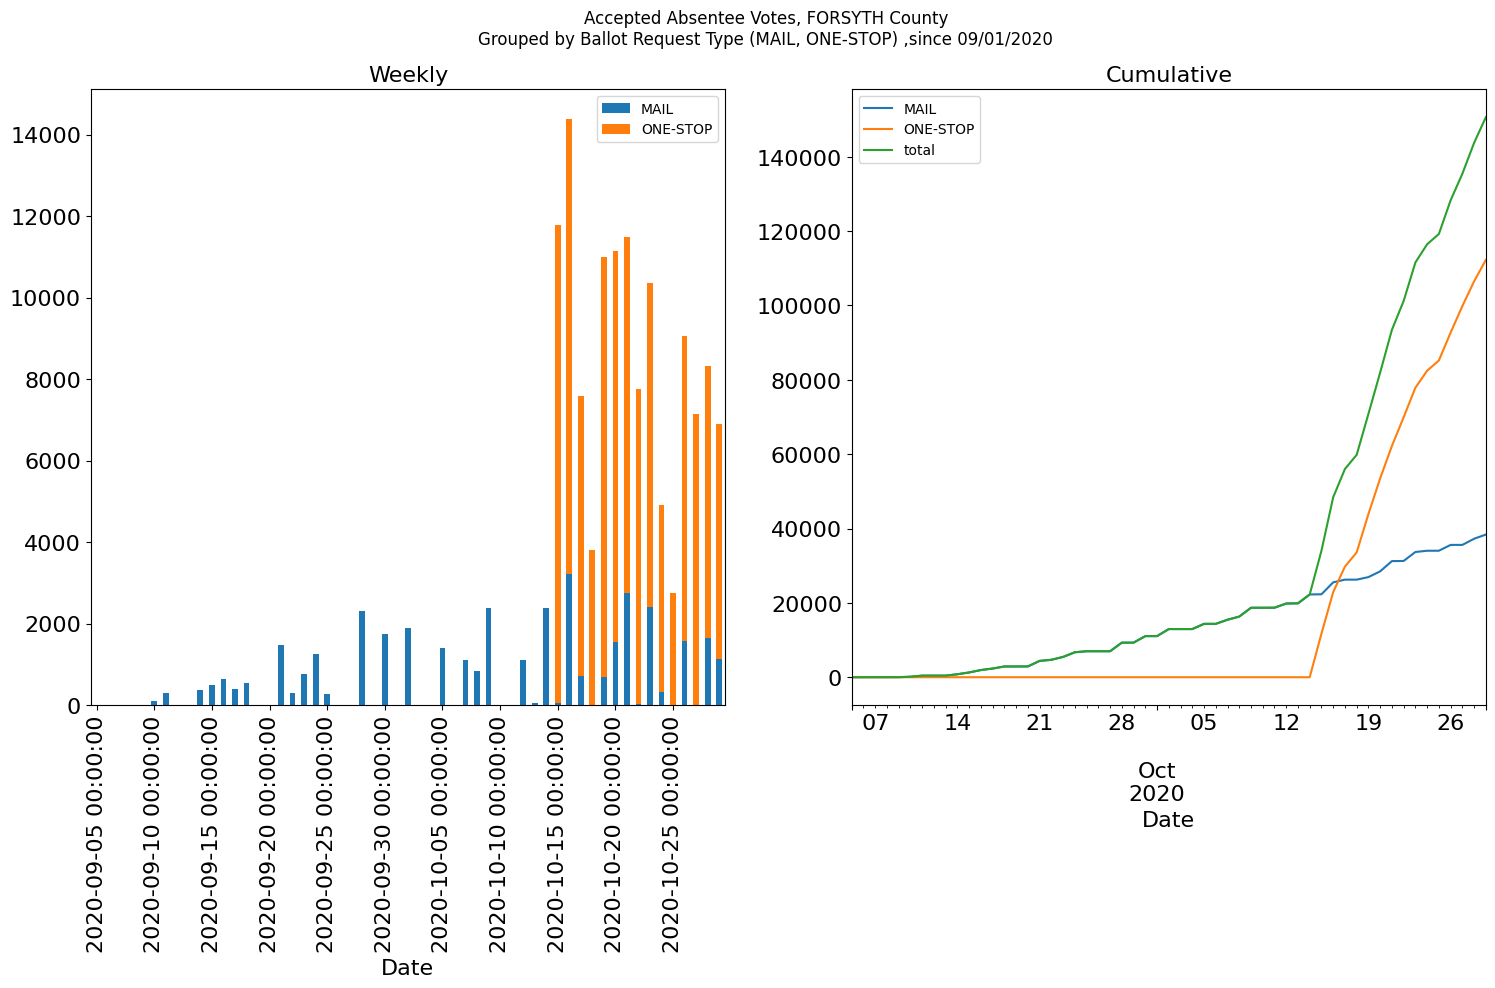 Accepted Absentee Votes, FORSYTH County
Grouped by Ballot Request Type (MAIL, ONE-STOP) ,since 09/01/2020
Weekly
MAIL
ONE-STOP
14000
12000
10000
8000
6000
4000
2000
0
2020-09-05 00:00:00
2020-09-10 00:00:00
2020-09-15 00:00:00
2020-09-20 00:00:00
2020-09-25 00:00:00
2020-09-30 00:00:00
2020-10-05 00:00:00
2020-10-10 00:00:00
2020-10-15 00:00:00
2020-10-20 00:00:00
2020-10-25 00:00:00
Date
Cumulative
MAIL
ONE-STOP
total
140000
120000
100000
80000
60000
40000
20000
0
07 14 21 28 05 12 19 26
Oct
2020
Date